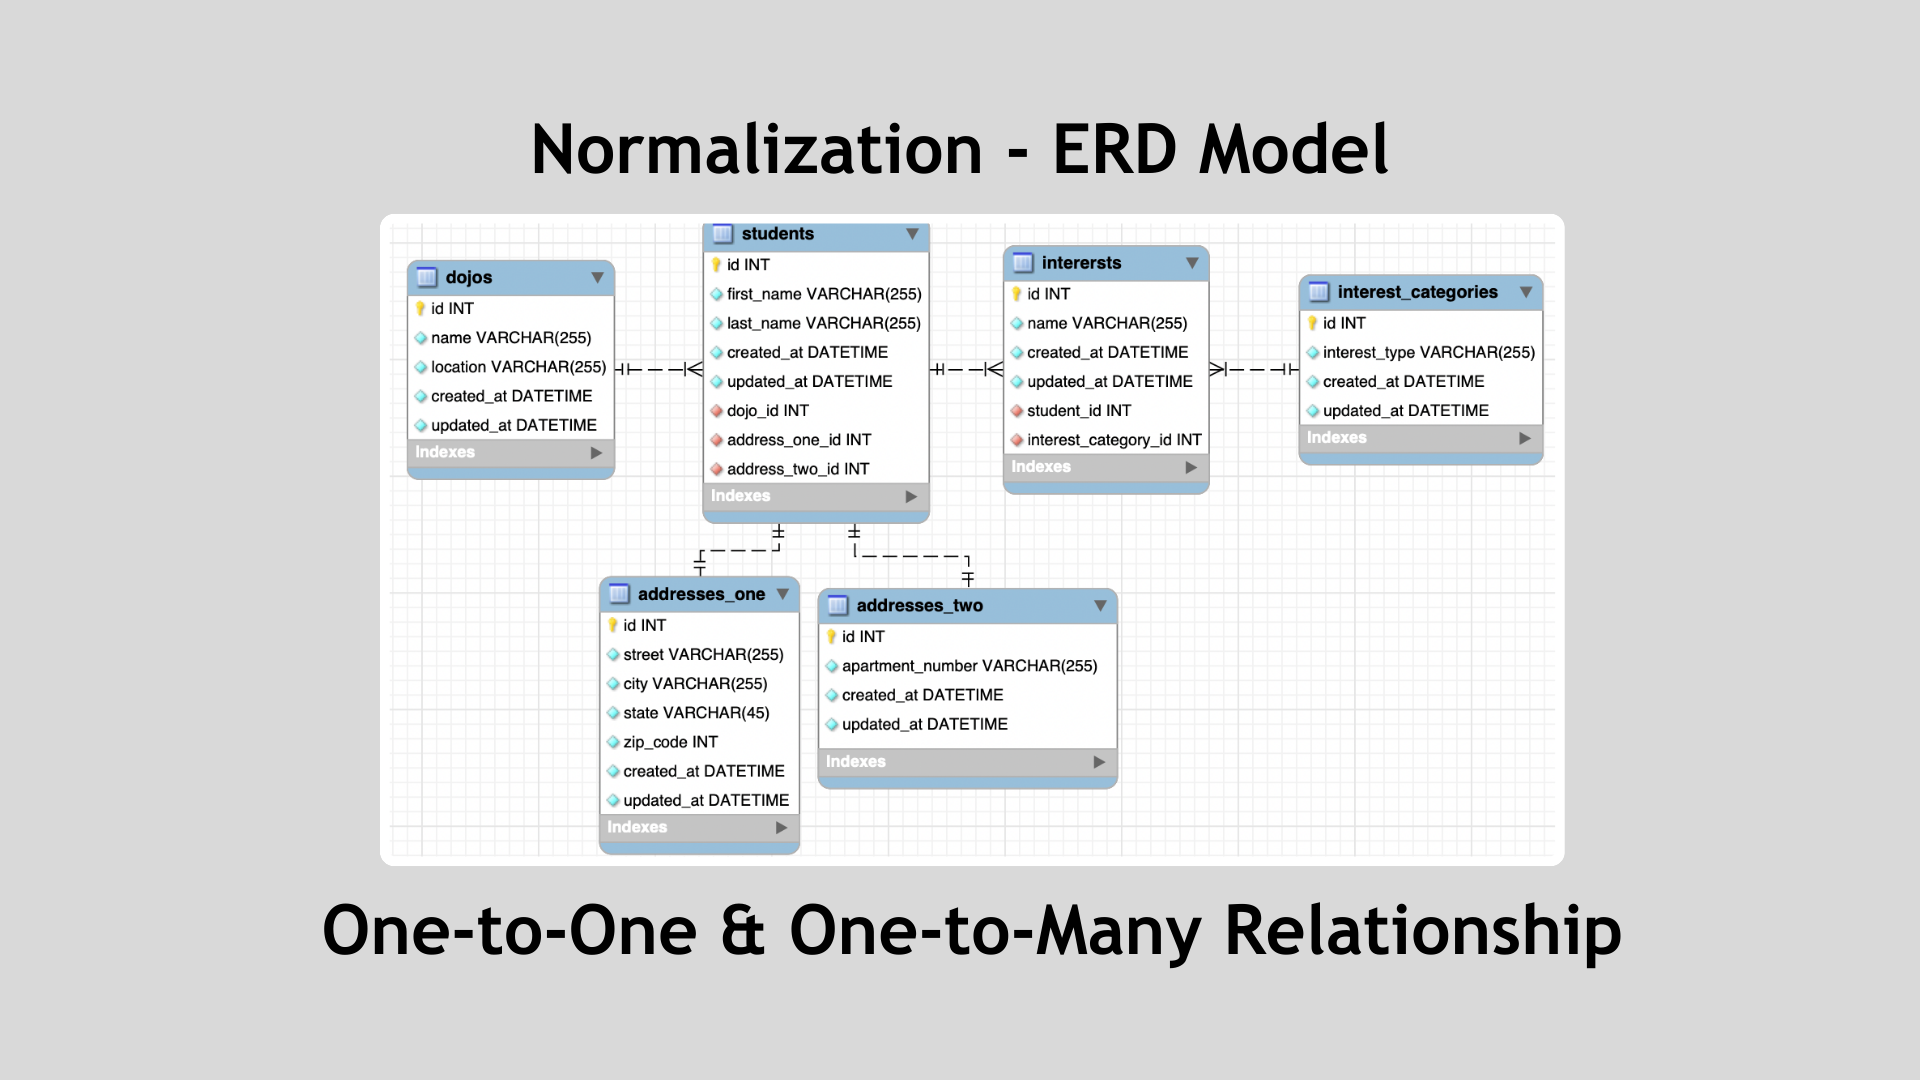 Normalization - ERD Model
dojos
id INT
name VARCHAR(255)
location VARCHAR(255)
created_at DATETIME
updated_at DATETIME
Indexes
students
id INT
first_name VARCHAR(255)
last_name VARCHAR(255)
created_at DATETIME
updated_at DATETIME
dojo_id INT
address_one_id INT
address_two_id INT
Indexes
interersts
id INT
name VARCHAR(255)
created_at DATETIME
updated_at DATETIME
student_id INT
interest_category_id INT
Indexes
interest_categories
id INT
interest_type VARCHAR(255)
created_at DATETIME
updated_at DATETIME
Indexes
addresses_one
id INT
street VARCHAR(255)
city VARCHAR(255)
state VARCHAR(45)
zip_code INT
created_at DATETIME
updated_at DATETIME
Indexes
addresses_two
id INT
apartment_number VARCHAR(255)
created_at DATETIME
updated_at DATETIME
Indexes
One-to-One & One-to-Many Relationship